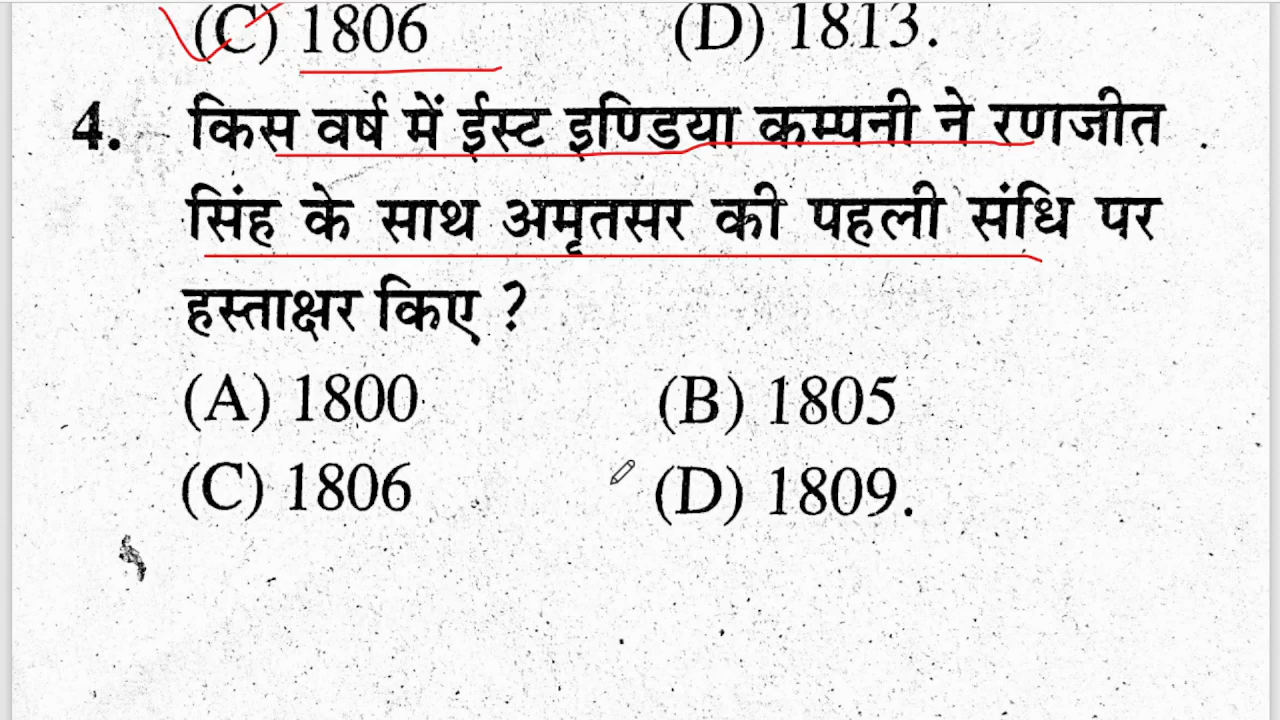 (C) 1806 (D) 1813.
4. किस वर्ष में ईस्ट इण्डिया कम्पनी ने रणजीत
सिंह के साथ अमृतसर की पहली संधि पर
हस्ताक्षर किए ?
(A) 1800 (B) 1805
(C) 1806 (D) 1809.